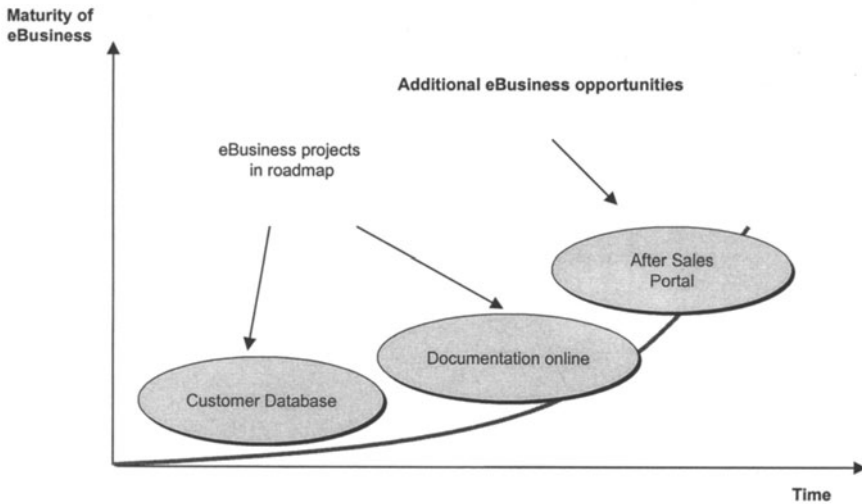 Maturity of
eBusiness
Additional eBusiness opportunities
eBusiness projects
in roadmap
After Sales
Portal
Documentation online
Customer Database
Time